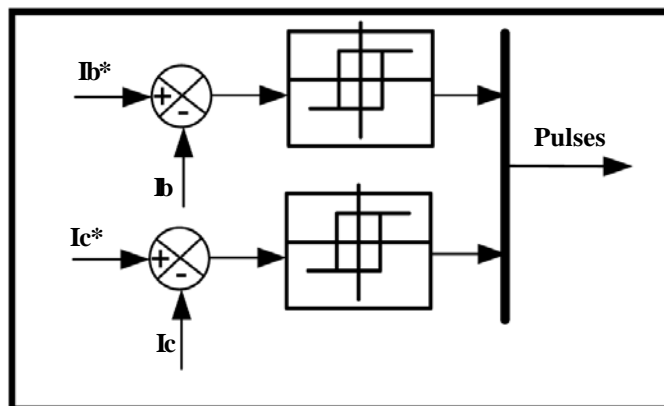 Ib*
+
-
Pulses
Ib
Ic*
+
-
Ic